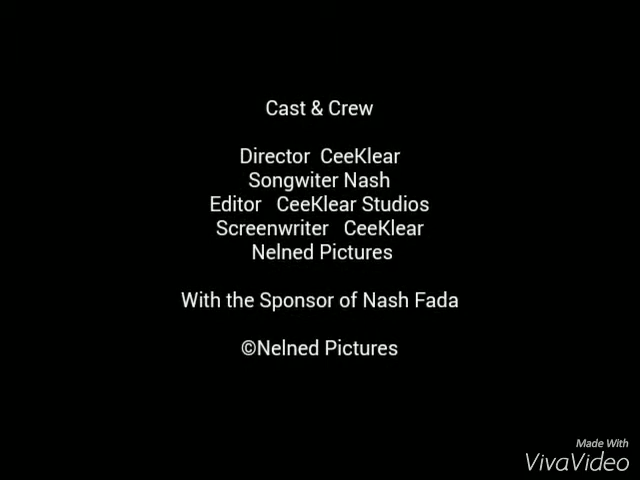 Cast & Crew
Director CeeKlear
Songwiter Nash
Editor CeeKlear Studios
Screenwriter CeeKlear
Nelned Pictures
With the Sponsor of Nash Fada
©Nelned Pictures
Made With
VivaVideo